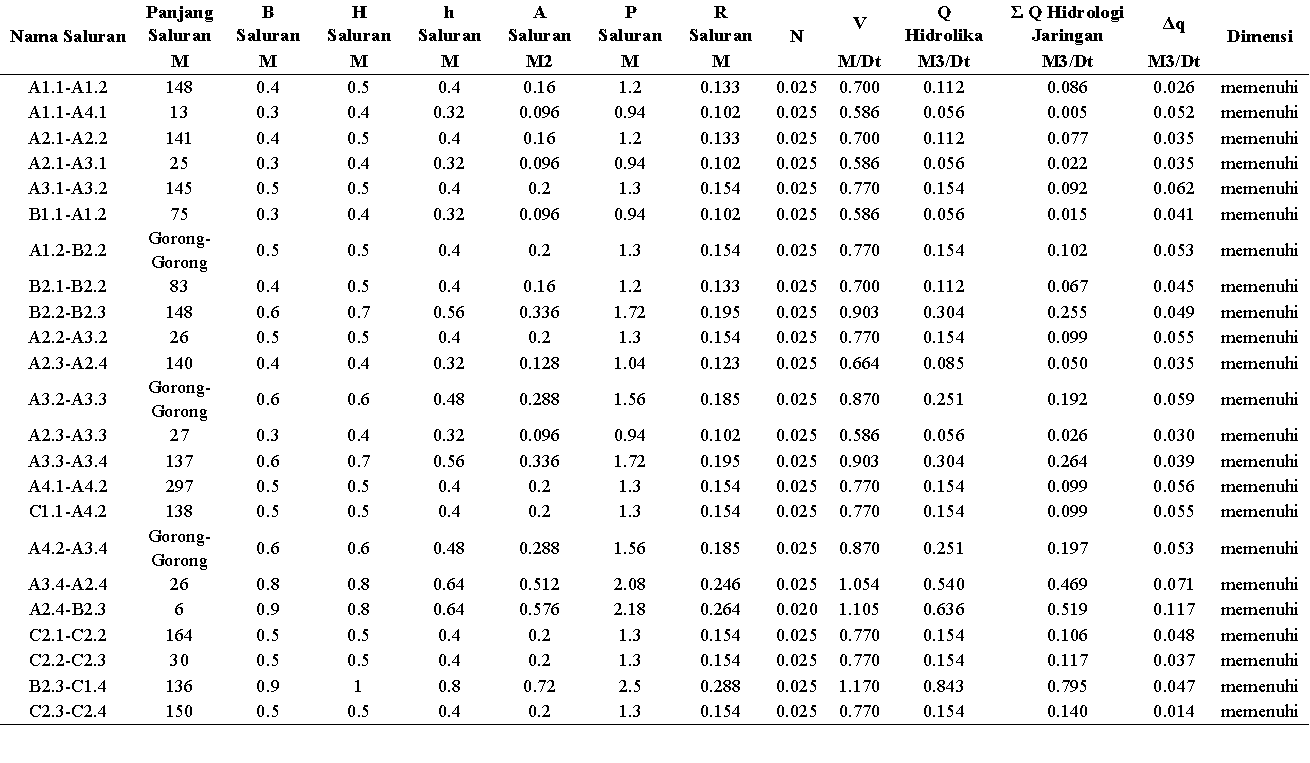 Nama Saluran Panjang Saluran B Saluran H Saluran h Saluran A Saluran P Saluran R Saluran N V Q Hidrolika Σ Q Hidrologi Jaringan Δq Dimensi
M M M M M2 M M M/Dt M3/Dt M3/Dt M3/Dt
A1.1-A1.2 148 0.4 0.5 0.4 0.16 1.2 0.133 0.025 0.700 0.112 0.086 0.026 memenuhi
A1.1-A4.1 13 0.3 0.4 0.32 0.096 0.94 0.102 0.025 0.586 0.056 0.005 0.052 memenuhi
A2.1-A2.2 141 0.4 0.5 0.4 0.16 1.2 0.133 0.025 0.700 0.112 0.077 0.035 memenuhi
A2.1-A3.1 25 0.3 0.4 0.32 0.096 0.94 0.102 0.025 0.586 0.056 0.022 0.035 memenuhi
A3.1-A3.2 145 0.5 0.5 0.4 0.2 1.3 0.154 0.025 0.770 0.154 0.092 0.062 memenuhi
B1.1-A1.2 75 0.3 0.4 0.32 0.096 0.94 0.102 0.025 0.586 0.056 0.015 0.041 memenuhi
A1.2-B2.2 Gorong-Gorong 0.5 0.5 0.4 0.2 1.3 0.154 0.025 0.770 0.154 0.102 0.053 memenuhi
B2.1-B2.2 83 0.4 0.5 0.4 0.16 1.2 0.133 0.025 0.700 0.112 0.067 0.045 memenuhi
B2.2-B2.3 148 0.6 0.7 0.56 0.336 1.72 0.195 0.025 0.903 0.304 0.255 0.049 memenuhi
A2.2-A3.2 26 0.5 0.5 0.4 0.2 1.3 0.154 0.025 0.770 0.154 0.099 0.055 memenuhi
A2.3-A2.4 140 0.4 0.4 0.32 0.128 1.04 0.123 0.025 0.664 0.085 0.050 0.035 memenuhi
A3.2-A3.3 Gorong-Gorong 0.6 0.6 0.48 0.288 1.56 0.185 0.025 0.870 0.251 0.192 0.059 memenuhi
A2.3-A3.3 27 0.3 0.4 0.32 0.096 0.94 0.102 0.025 0.586 0.056 0.026 0.030 memenuhi
A3.3-A3.4 137 0.6 0.7 0.56 0.336 1.72 0.195 0.025 0.903 0.304 0.264 0.039 memenuhi
A4.1-A4.2 297 0.5 0.5 0.4 0.2 1.3 0.154 0.025 0.770 0.154 0.099 0.056 memenuhi
C1.1-A4.2 138 0.5 0.5 0.4 0.2 1.3 0.154 0.025 0.770 0.154 0.099 0.055 memenuhi
A4.2-A3.4 Gorong-Gorong 0.6 0.6 0.48 0.288 1.56 0.185 0.025 0.870 0.251 0.197 0.053 memenuhi
A3.4-A2.4 26 0.8 0.8 0.64 0.512 2.08 0.246 0.025 1.054 0.540 0.469 0.071 memenuhi
A2.4-B2.3 6 0.9 0.8 0.64 0.576 2.18 0.264 0.020 1.105 0.636 0.519 0.117 memenuhi
C2.1-C2.2 164 0.5 0.5 0.4 0.2 1.3 0.154 0.025 0.770 0.154 0.106 0.048 memenuhi
C2.2-C2.3 30 0.5 0.5 0.4 0.2 1.3 0.154 0.025 0.770 0.154 0.117 0.037 memenuhi
B2.3-C1.4 136 0.9 1 0.8 0.72 2.5 0.288 0.025 1.170 0.843 0.795 0.047 memenuhi
C2.3-C2.4 150 0.5 0.5 0.4 0.2 1.3 0.154 0.025 0.770 0.154 0.140 0.014 memenuhi